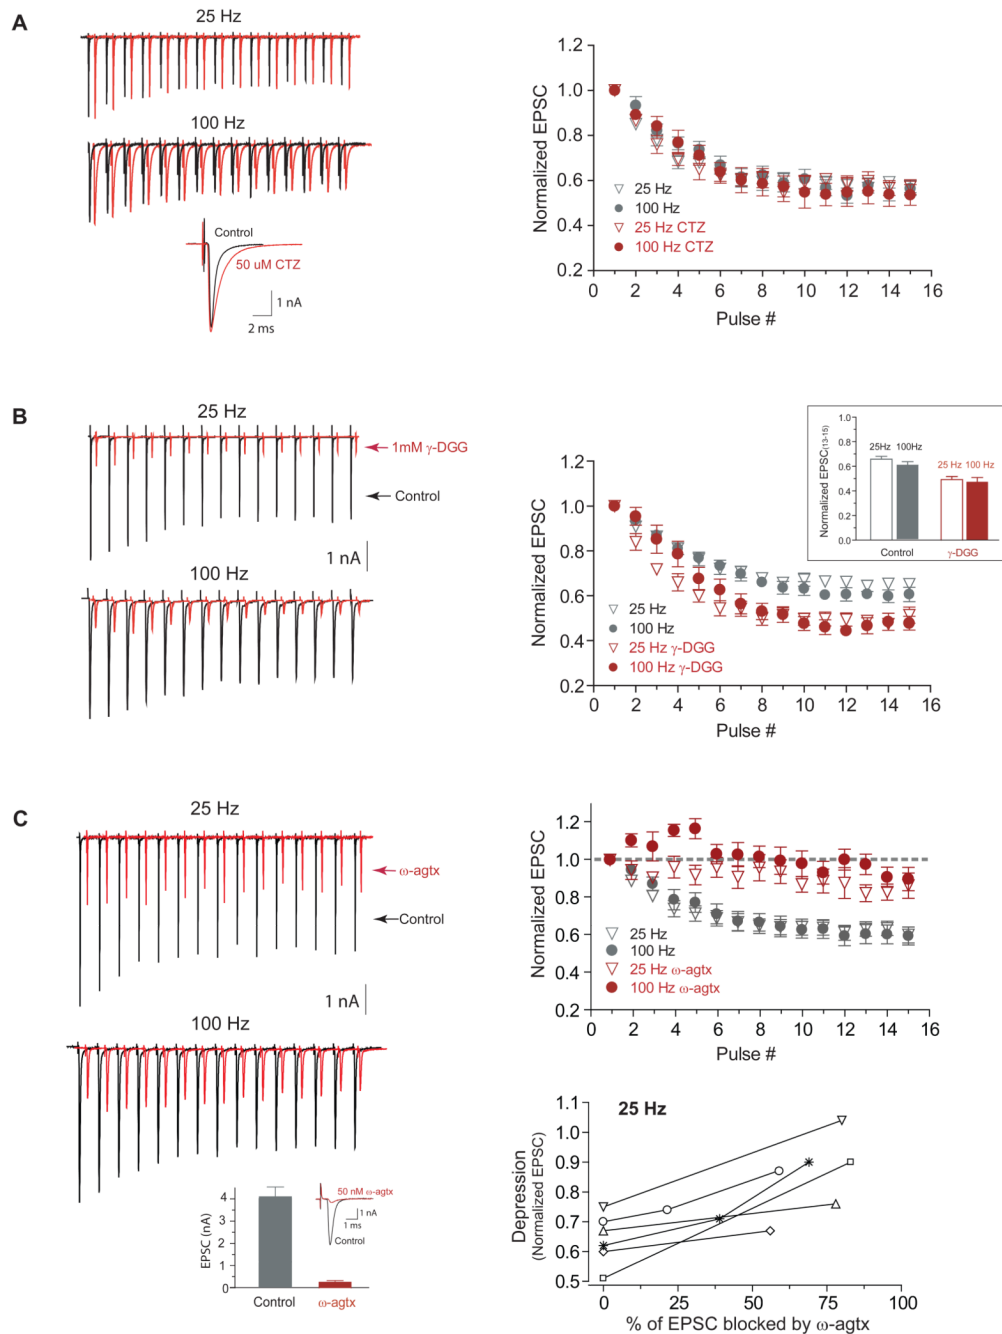 A
25 Hz
100 Hz
Control
50 uM CTZ
1 nA
2 ms
Normalized EPSC
1.2
1.0
0.8
0.6
0.4
0.2
25 Hz
100 Hz
25 Hz CTZ
100 Hz CTZ
0 2 4 6 8 10 12 14 16
Pulse #
B
25 Hz
1mM γ-DGG
Control
1 nA
100 Hz
Normalized EPSC
1.2
1.0
0.8
0.6
0.4
0.2
25 Hz
100 Hz
25 Hz γ-DGG
100 Hz γ-DGG
0 2 4 6 8 10 12 14 16
Pulse #
Normalized EPSC(13-15)
1.0
0.8
0.6
0.4
0.2
0.0
25Hz 100Hz
25 Hz 100 Hz
Control γ-DGG
C
25 Hz
ω-agtx
Control
1 nA
100 Hz
EPSC (nA)
4
3
2
1
0
Control ω-agtx
50 nM ω-agtx
1 nA
1 ms
Control
Normalized EPSC
1.2
1.0
0.8
0.6
0.4
0.2
25 Hz
100 Hz
25 Hz ω-agtx
100 Hz ω-agtx
0 2 4 6 8 10 12 14 16
Pulse #
25 Hz
Depression
(Normalized EPSC)
1.1
1.0
0.9
0.8
0.7
0.6
0.5
0 25 50 75 100
% of EPSC blocked by ω-agtx